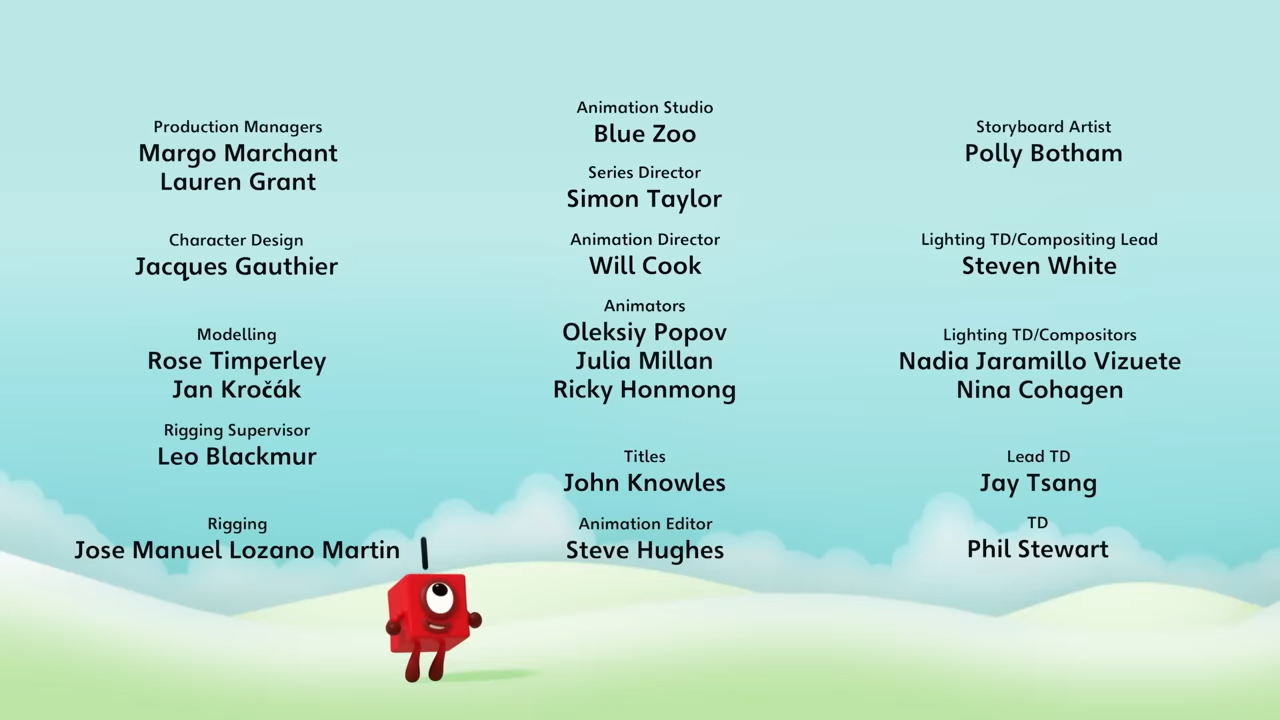 Production Managers
Margo Marchant
Lauren Grant
Character Design
Jacques Gauthier
Modelling
Rose Timperley
Jan Kročák
Rigging Supervisor
Leo Blackmur
Rigging
Jose Manuel Lozano Martin
Animation Studio
Blue Zoo
Series Director
Simon Taylor
Animation Director
Will Cook
Animators
Oleksiy Popov
Julia Millan
Ricky Honmong
Titles
John Knowles
Animation Editor
Steve Hughes
Storyboard Artist
Polly Botham
Lighting TD/Compositing Lead
Steven White
Lighting TD/Compositors
Nadia Jaramillo Vizuete
Nina Cohagen
Lead TD
Jay Tsang
TD
Phil Stewart